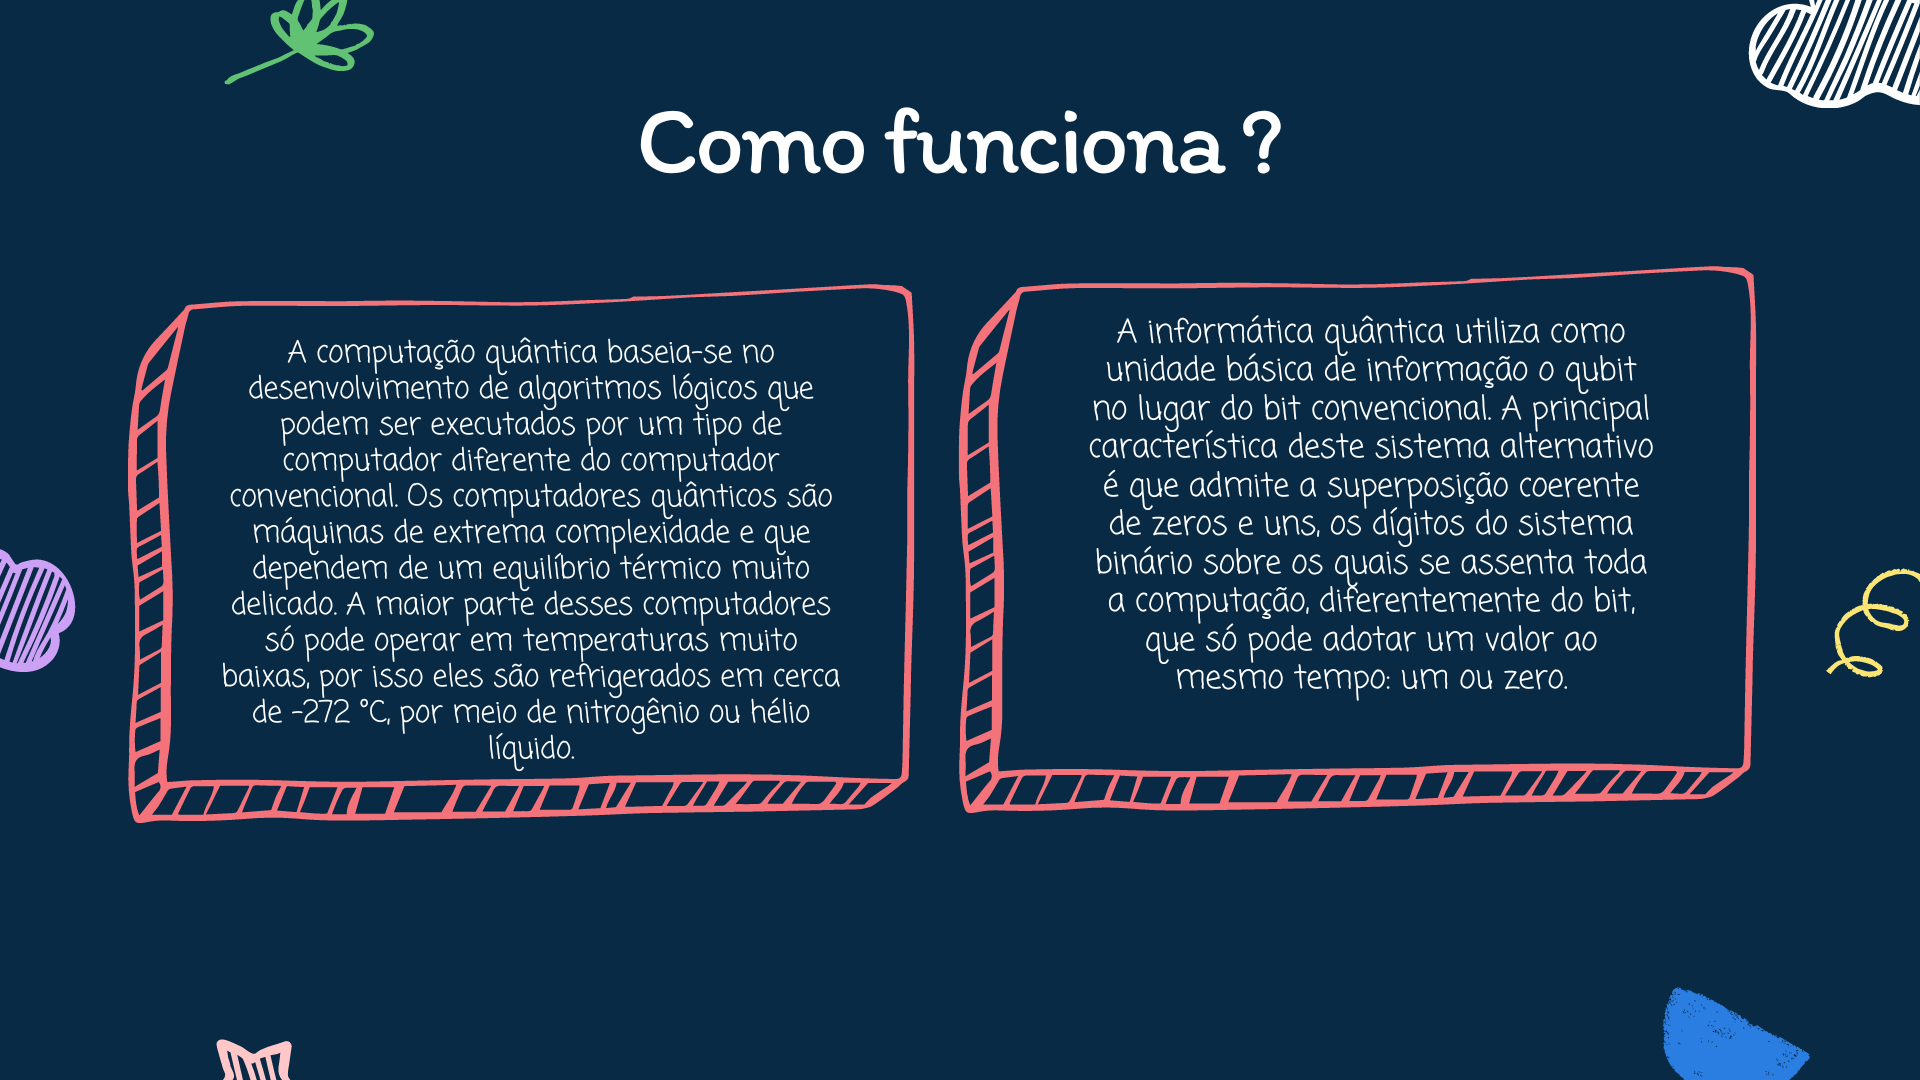 Como funciona ?
A computação quântica baseia-se no
desenvolvimento de algoritmos lógicos que
podem ser executados por um tipo de
computador diferente do computador
convencional. Os computadores quânticos são
máquinas de extrema complexidade e que
dependem de um equilíbrio térmico muito
delicado. A maior parte desses computadores
só pode operar em temperaturas muito
baixas, por isso eles são refrigerados em cerca
de -272 °C, por meio de nitrogênio ou hélio
líquido.
A informática quântica utiliza como
unidade básica de informação o qubit
no lugar do bit convencional. A principal
característica deste sistema alternativo
é que admite a superposição coerente
de zeros e uns, os dígitos do sistema
binário sobre os quais se assenta toda
a computação, diferentemente do bit,
que só pode adotar um valor ao
mesmo tempo: um ou zero.